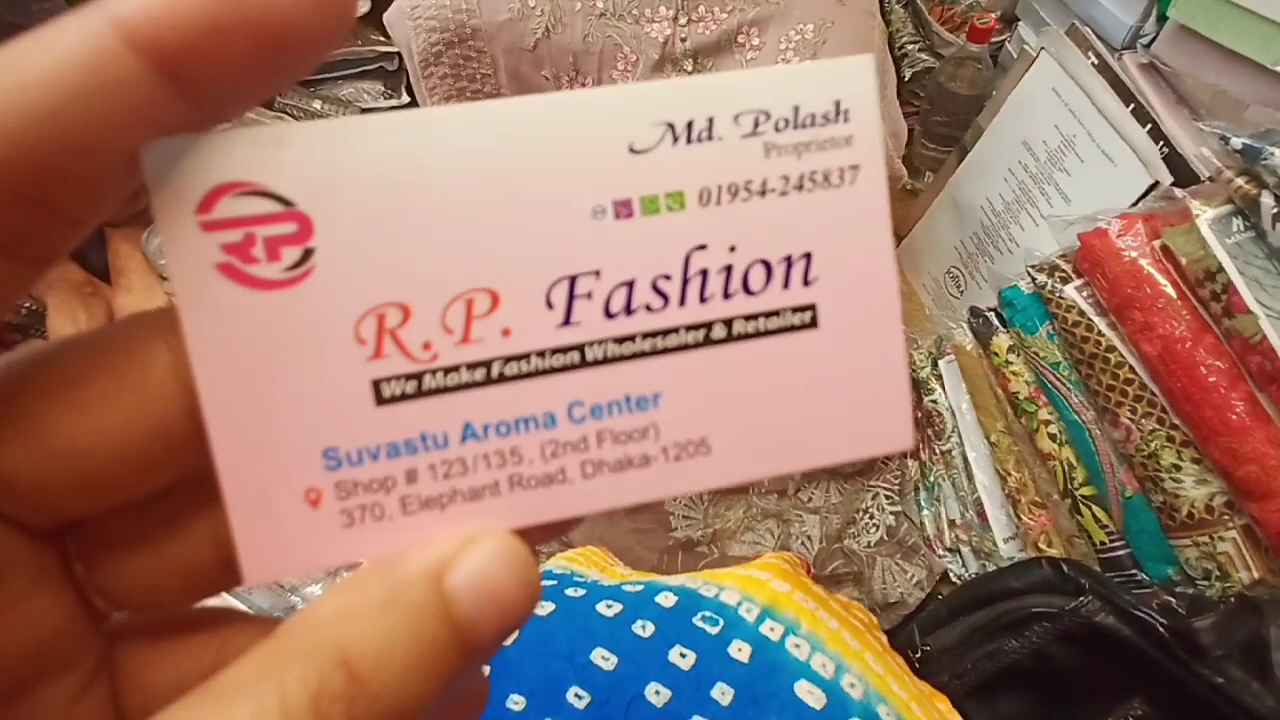 Md. Polash
Proprietor
01954-245837
RP
R.P. Fashion
We Make Fashion Wholesaler & Retailer
Suvastu Aroma Center
Shop # 123/135, (2nd Floor)
370, Elephant Road, Dhaka-1205